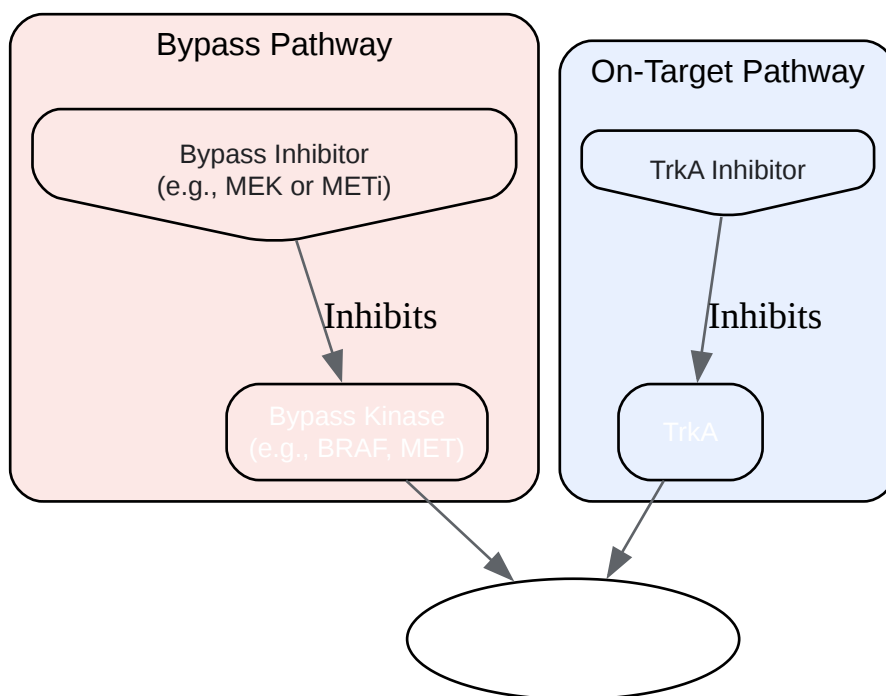 Bypass Pathway
Bypass Inhibitor
(e.g., MEK or METi)
Inhibits
Bypass Kinase
(e.g., BRAF, MET)
On-Target Pathway
TrkA Inhibitor
Inhibits
TrkA